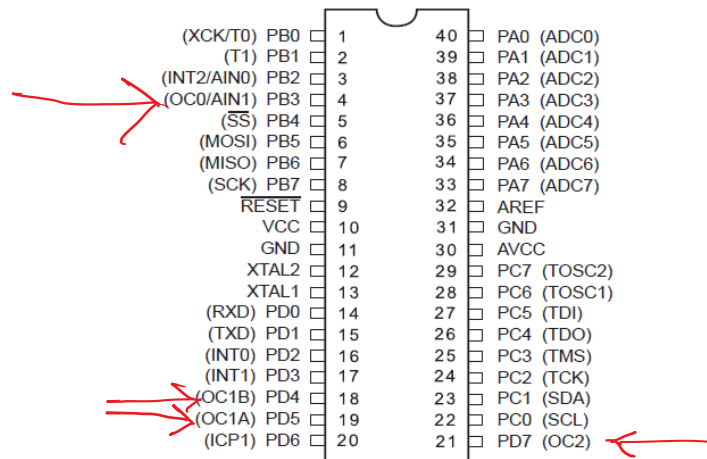 (XCK/T0) PB0 1 40 PA0 (ADC0)
(T1) PB1 2 39 PA1 (ADC1)
(INT2/AIN0) PB2 3 38 PA2 (ADC2)
(OC0/AIN1) PB3 4 37 PA3 (ADC3)
(SS) PB4 5 36 PA4 (ADC4)
(MOSI) PB5 6 35 PA5 (ADC5)
(MISO) PB6 7 34 PA6 (ADC6)
(SCK) PB7 8 33 PA7 (ADC7)
RESET 9 32 AREF
VCC 10 31 GND
GND 11 30 AVCC
XTAL2 12 29 PC7 (TOSC2)
XTAL1 13 28 PC6 (TOSC1)
(RXD) PD0 14 27 PC5 (TDI)
(TXD) PD1 15 26 PC4 (TDO)
(INT0) PD2 16 25 PC3 (TMS)
(INT1) PD3 17 24 PC2 (TCK)
(OC1B) PD4 18 23 PC1 (SDA)
(OC1A) PD5 19 22 PC0 (SCL)
(ICP1) PD6 20 21 PD7 (OC2)